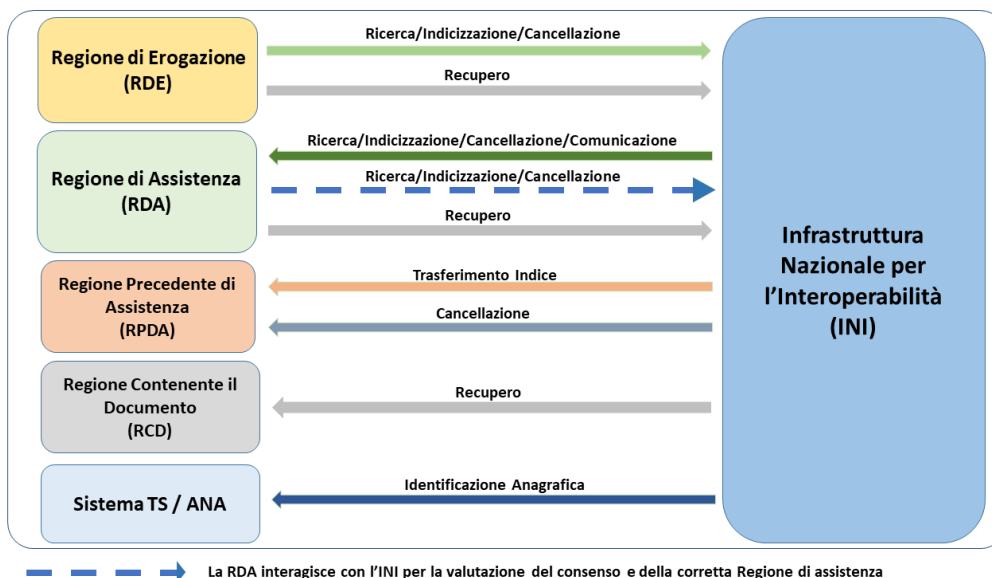 Regione di Erogazione
(RDE)
Ricerca/Indicizzazione/Cancellazione
Recupero
Regione di Assistenza
(RDA)
Ricerca/Indicizzazione/Cancellazione/Comunicazione
Ricerca/Indicizzazione/Cancellazione
Recupero
Regione Precedente di
Assistenza
(RPDA)
Trasferimento Indice
Cancellazione
Regione Contenente il
Documento
(RCD)
Recupero
Sistema TS / ANA
Identificazione Anagrafica
Infrastruttura
Nazionale per
l'Interoperabilità
(INI)
La RDA interagisce con l'INI per la valutazione del consenso e della corretta Regione di assistenza